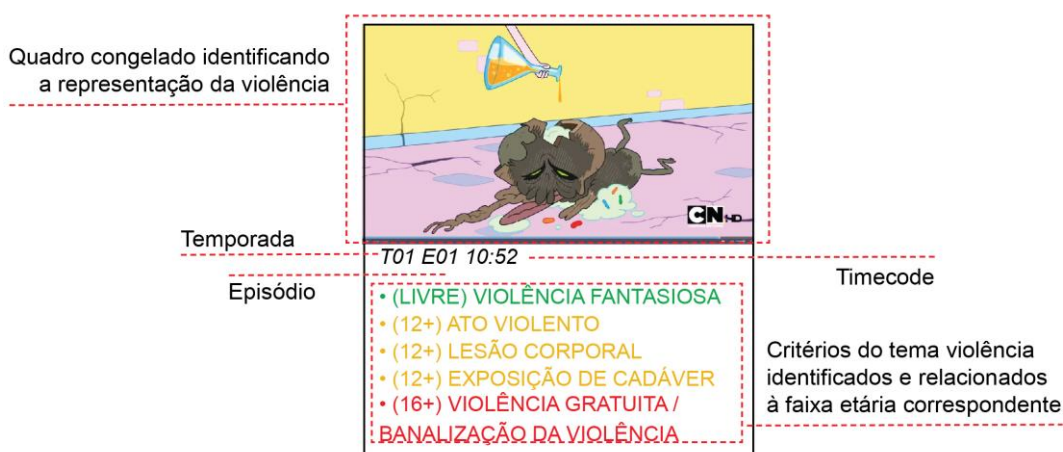 Quadro congelado identificando
a representação da violência
CN HD
Temporada
T01 E01 10:52
Timecode
Episódio
• (LIVRE) VIOLÊNCIA FANTASIOSA
• (12+) ATO VIOLENTO
• (12+) LESÃO CORPORAL
• (12+) EXPOSIÇÃO DE CADÁVER
• (16+) VIOLÊNCIA GRATUITA /
BANALIZAÇÃO DA VIOLÊNCIA
Critérios do tema violência
identificados e relacionados
à faixa etária correspondente